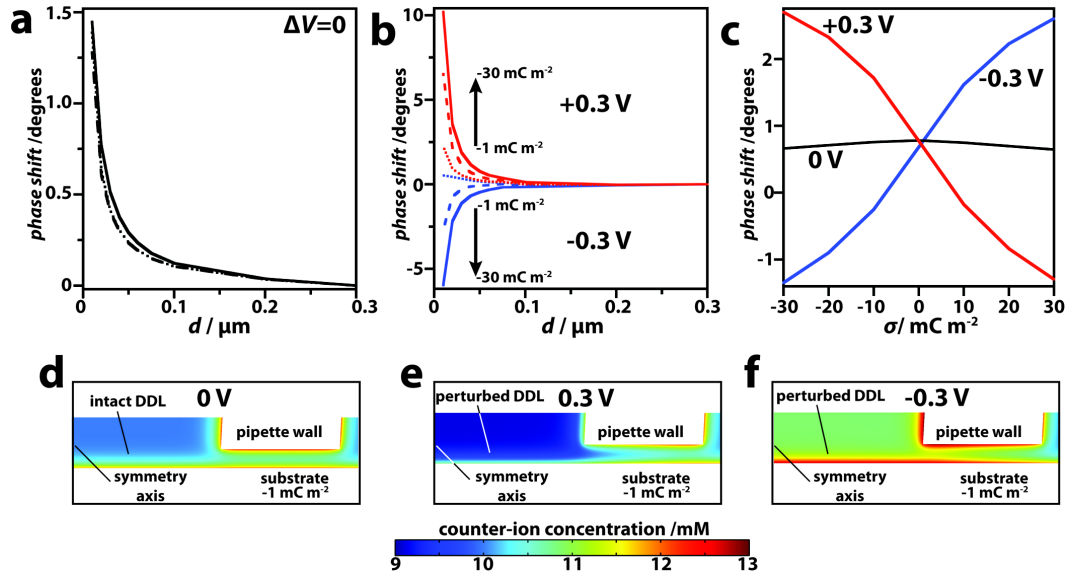 a
ΔV=0
1.5
1.0
0.5
0
phase shift /degrees
0
0.1
0.2
0.3
d / μm
b
10
5
0
-5
phase shift /degrees
-30 mC m-2
+0.3 V
-1 mC m-2
-1 mC m-2
-0.3 V
-30 mC m-2
0
0.1
0.2
0.3
d / μm
c
+0.3 V
-0.3 V
0 V
2
1
0
-1
phase shift /degrees
-30
-20
-10
0
10
20
30
σ/ mC m-2
d
0 V
intact DDL
pipette wall
symmetry
axis
substrate
-1 mC m-2
e
0.3 V
perturbed DDL
pipette wall
symmetry
axis
substrate
-1 mC m-2
f
-0.3 V
perturbed DDL
pipette wall
symmetry
axis
substrate
-1 mC m-2
counter-ion concentration /mM
9
10
11
12
13